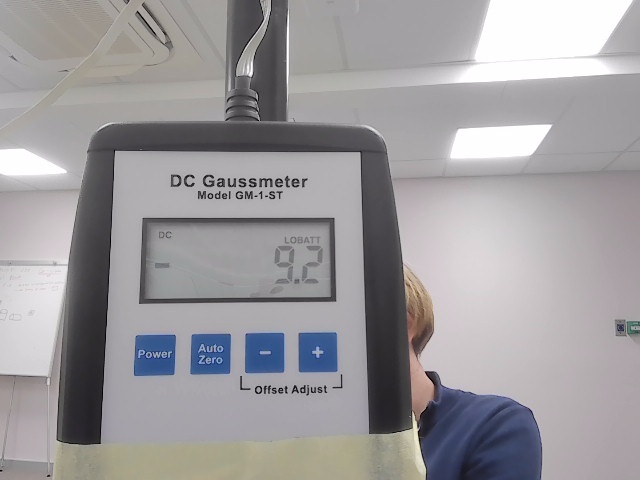 DC Gaussmeter
Model GM-1-ST
DC
LOBATT
- 9.2
Power
Auto
Zero
-
+
Offset Adjust